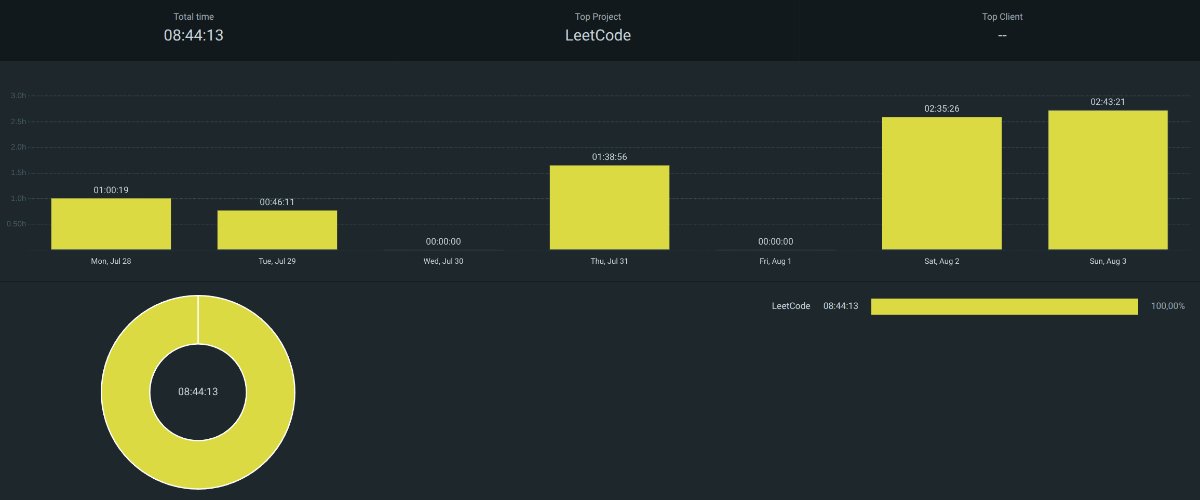 Total time
08:44:13
Top Project
LeetCode
Top Client
--
3.0h
2.5h
2.0h
1.5h
1.0h
0.50h
01:00:19
00:46:11
00:00:00
01:38:56
00:00:00
02:35:26
02:43:21
Mon, Jul 28
Tue, Jul 29
Wed, Jul 30
Thu, Jul 31
Fri, Aug 1
Sat, Aug 2
Sun, Aug 3
08:44:13
LeetCode 08:44:13 100,00%